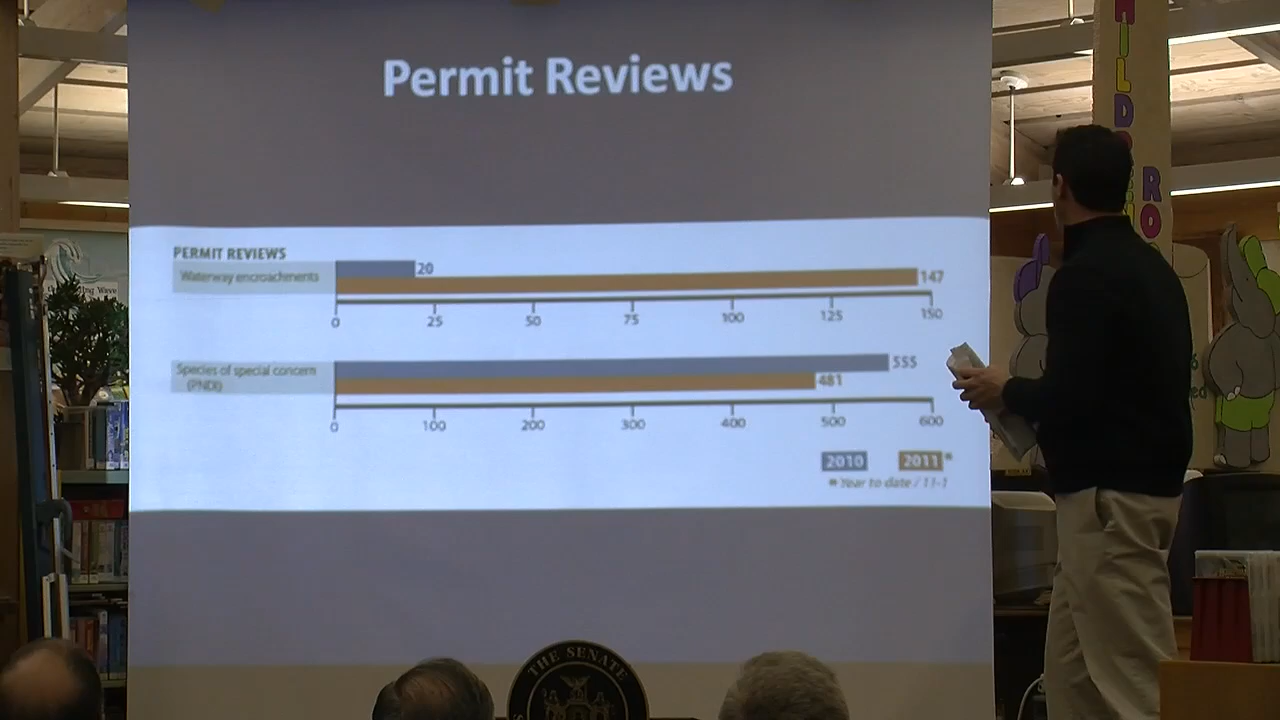 Permit Reviews
PERMIT REVIEWS
Waterway encroachments
20
147
0 25 50 75 100 125 150
Species of special concern
(PNDI)
555
481
0 100 200 300 400 500 600
2010 2011*
* Year to date / 11-1
THE SENATE